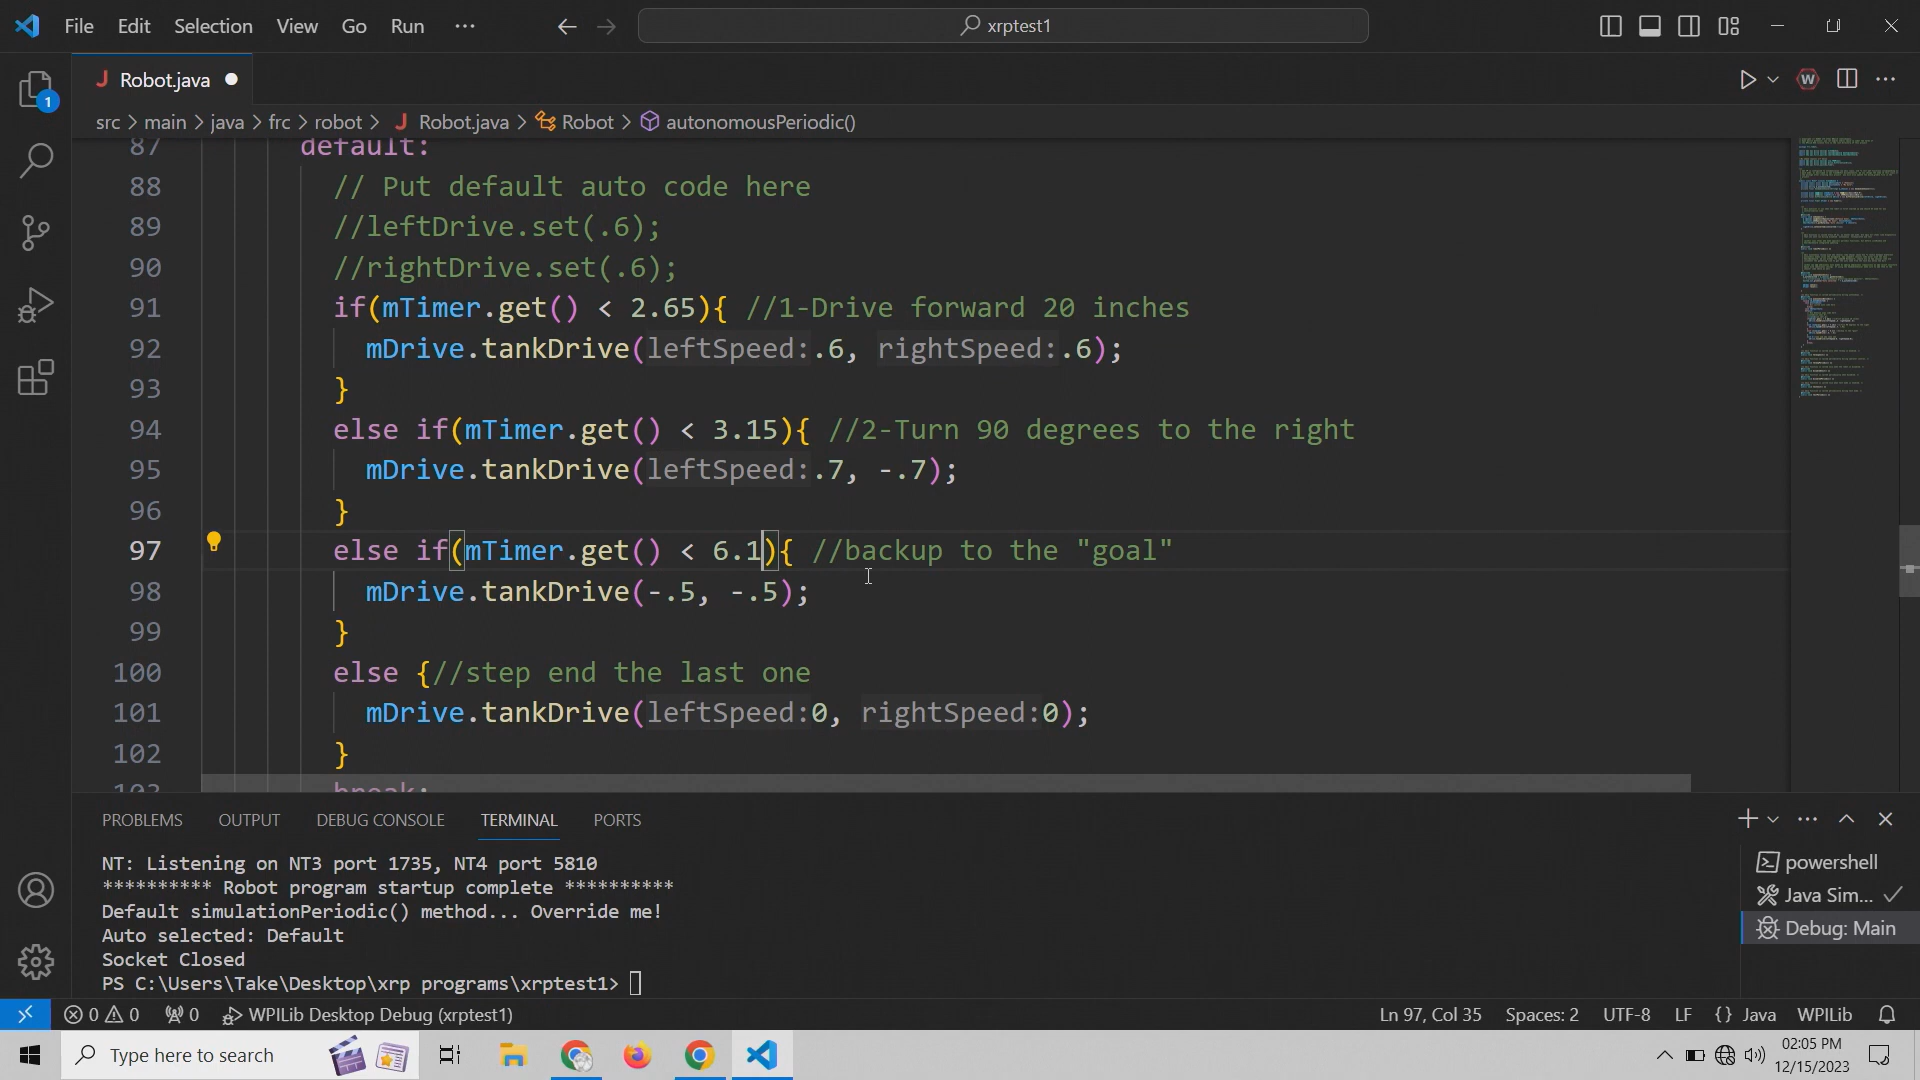 File Edit Selection View Go Run ··· xrptest1
J Robot.java
src > main > java > frc > robot > J Robot.java > Robot > autonomousPeriodic()
87 default:
88 // Put default auto code here
89 //leftDrive.set(.6);
90 //rightDrive.set(.6);
91 if(mTimer.get() < 2.65){ //1-Drive forward 20 inches
92 mDrive.tankDrive(leftSpeed:.6, rightSpeed:.6);
93 }
94 else if(mTimer.get() < 3.15){ //2-Turn 90 degrees to the right
95 mDrive.tankDrive(leftSpeed:.7, -.7);
96 }
97 else if(mTimer.get() < 6.1){ //backup to the "goal"
98 mDrive.tankDrive(-.5, -.5);
99 }
100 else {//step end the last one
101 mDrive.tankDrive(leftSpeed:0, rightSpeed:0);
102 }
103 break;
PROBLEMS OUTPUT DEBUG CONSOLE TERMINAL PORTS
NT: Listening on NT3 port 1735, NT4 port 5810
********** Robot program startup complete **********
Default simulationPeriodic() method... Override me!
Auto selected: Default
Socket Closed
PS C:\Users\Take\Desktop\xrp programs\xrptest1>
powershell
Java Sim...
Debug: Main
1
W
0 0 0 WPILib Desktop Debug (xrptest1) Ln 97, Col 35 Spaces: 2 UTF-8 LF {} Java WPILib
Type here to search
02:05 PM
12/15/2023